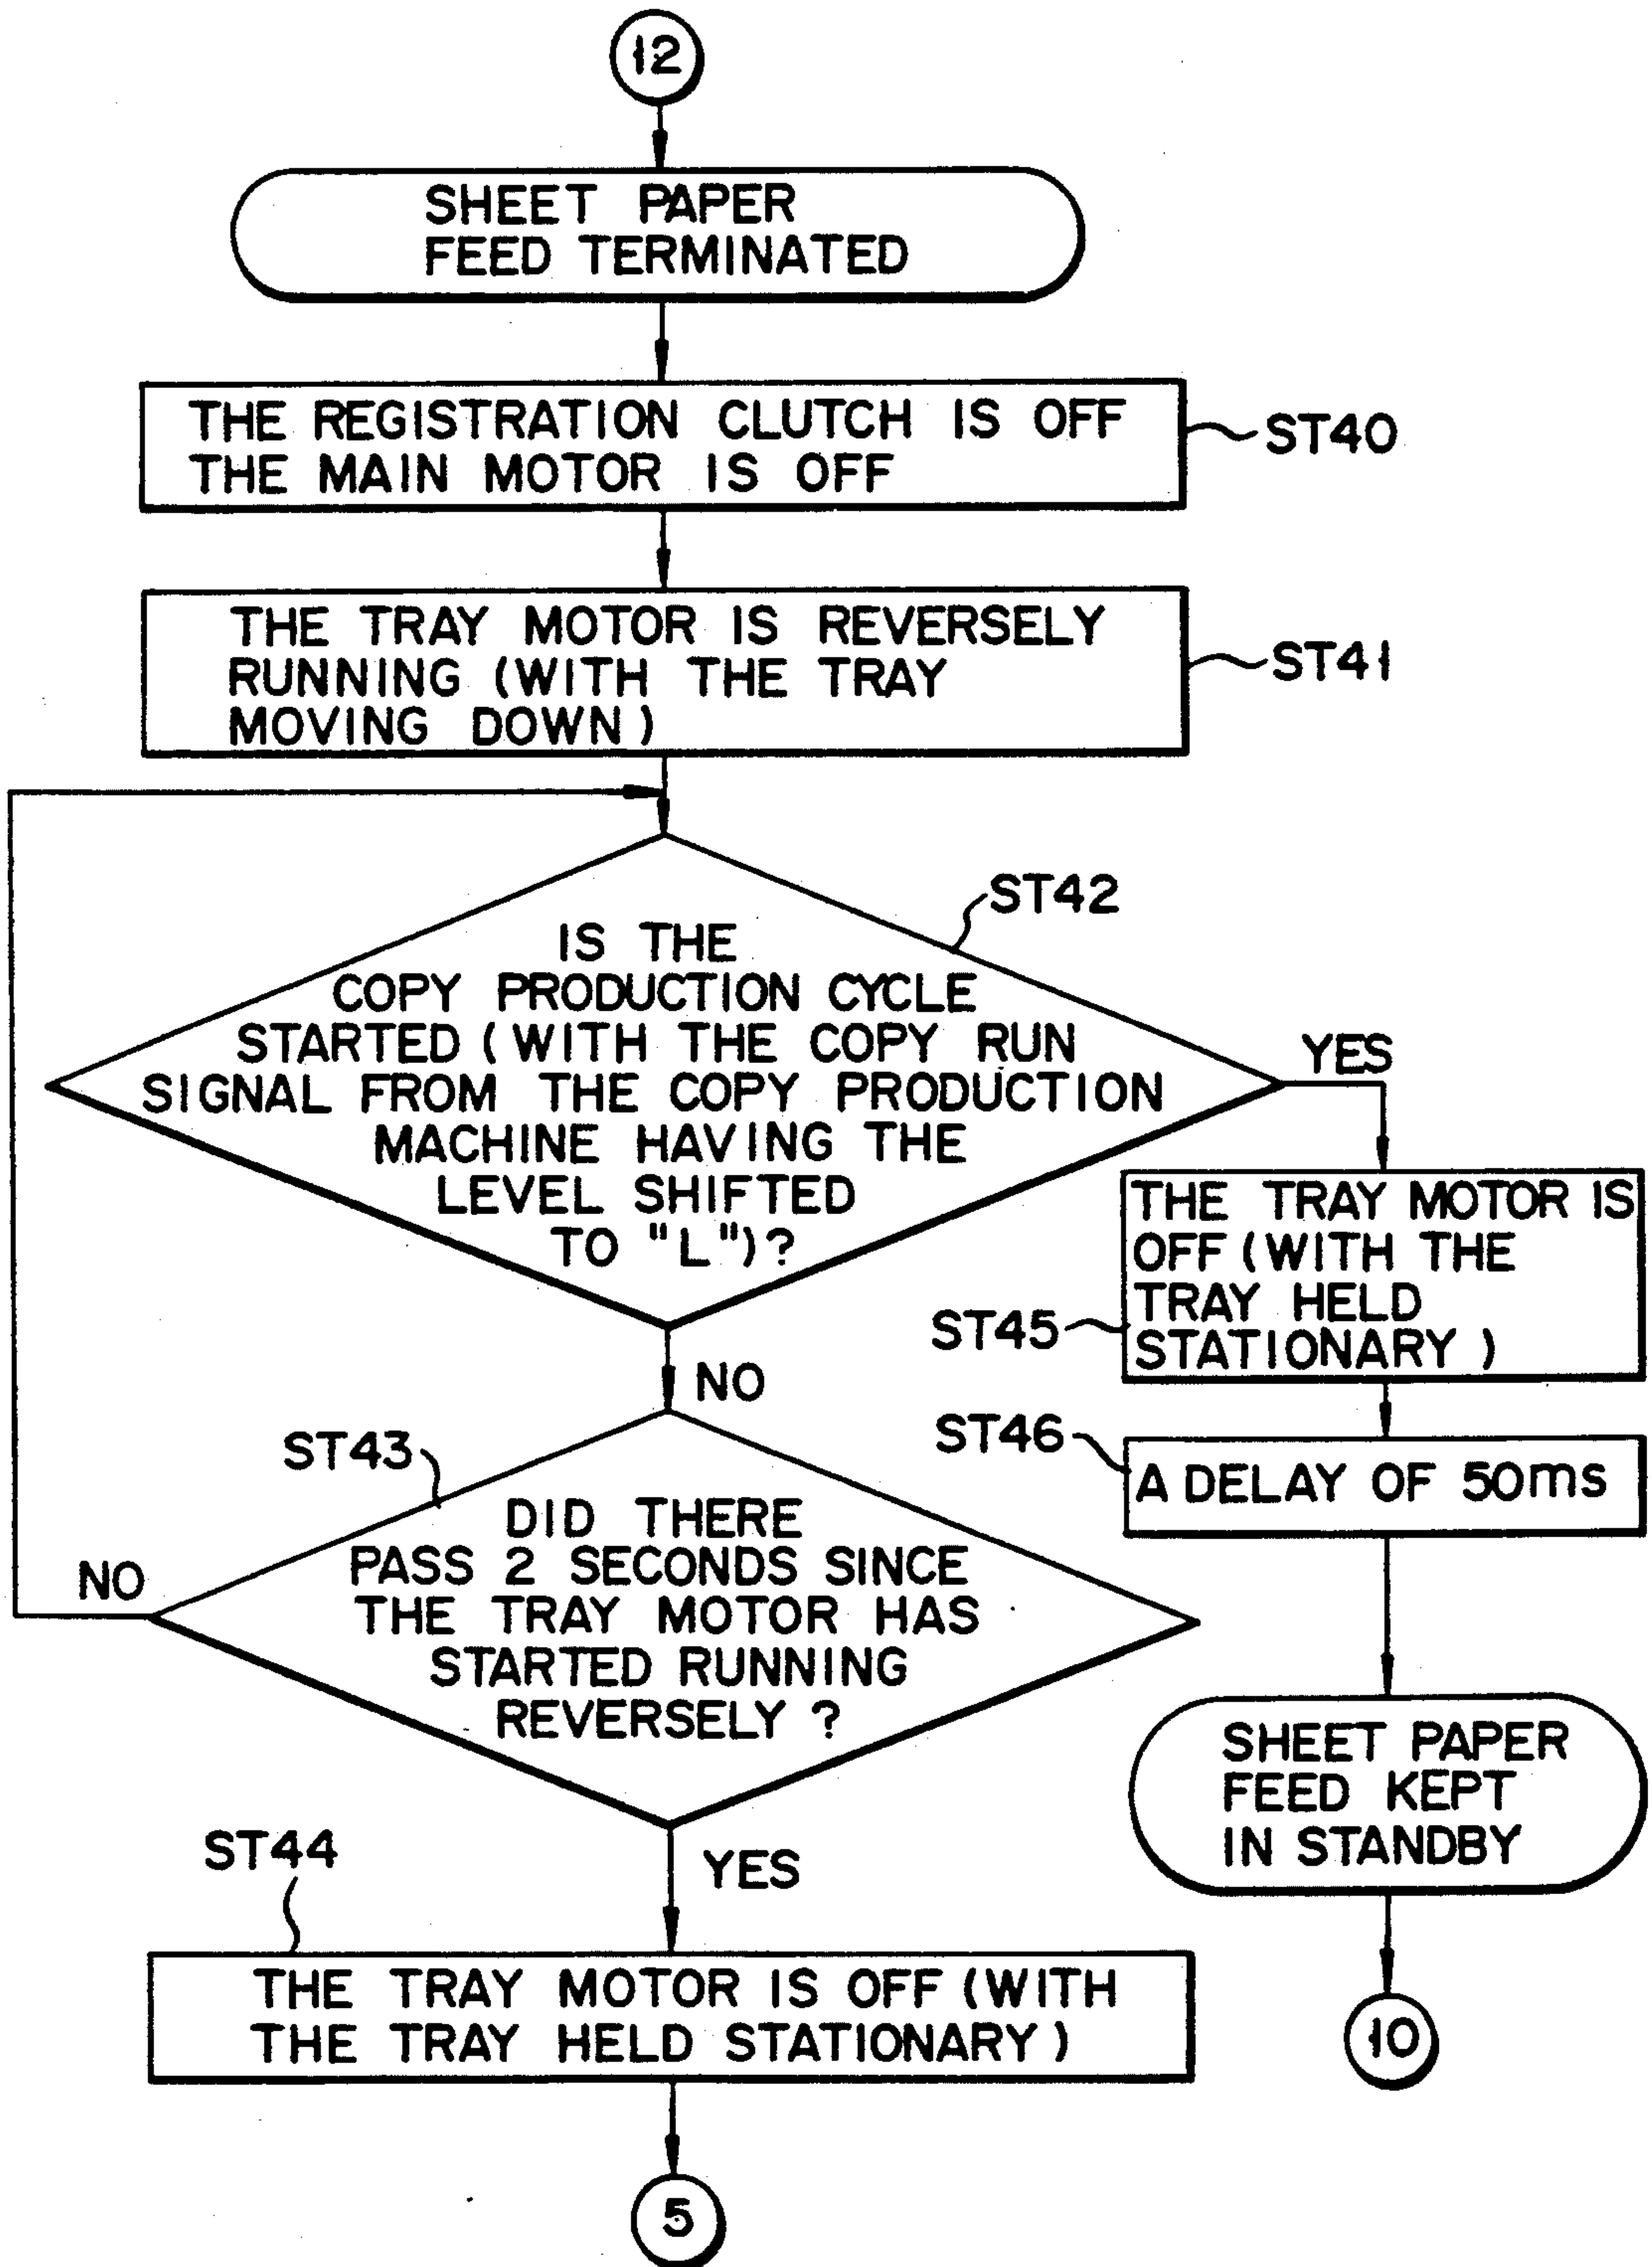 12
SHEET PAPER
FEED TERMINATED
THE REGISTRATION CLUTCH IS OFF
THE MAIN MOTOR IS OFF
ST40
THE TRAY MOTOR IS REVERSELY
RUNNING (WITH THE TRAY
MOVING DOWN)
ST41
ST42
IS THE
COPY PRODUCTION CYCLE
STARTED (WITH THE COPY RUN
SIGNAL FROM THE COPY PRODUCTION
MACHINE HAVING THE
LEVEL SHIFTED
TO "L")?
YES
NO
THE TRAY MOTOR IS
OFF (WITH THE
TRAY HELD
STATIONARY)
ST45
ST46
A DELAY OF 50ms
SHEET PAPER
FEED KEPT
IN STANDBY
10
ST43
DID THERE
PASS 2 SECONDS SINCE
THE TRAY MOTOR HAS
STARTED RUNNING
REVERSELY ?
NO
YES
ST44
THE TRAY MOTOR IS OFF (WITH
THE TRAY HELD STATIONARY)
5